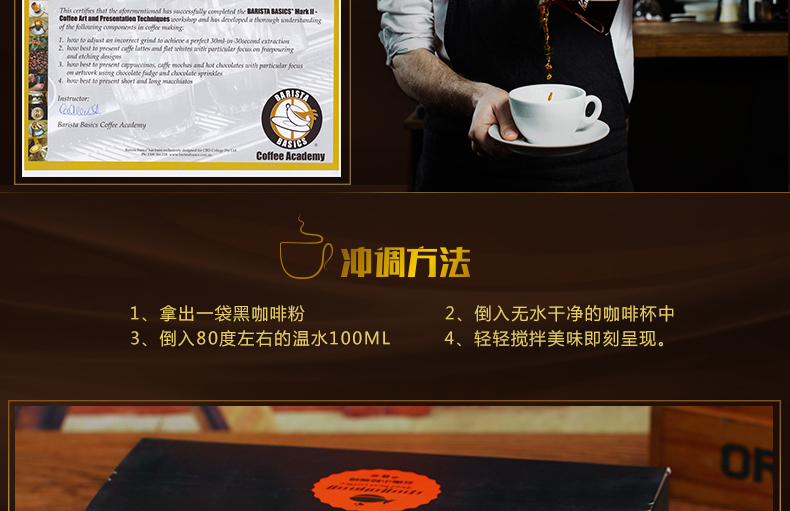 This certifies that the aforementioned has successfully completed the BARISTA BASICS® Mark II -
Coffee Art and Presentation Techniques workshop and has developed a thorough understanding
of the following components in coffee making:
1. how to adjust an incorrect grind to achieve a perfect 30ml-in-30second extraction
2. how best to present caffe lattes and flat whites with particular focus on freepouring
and etching designs
3. how best to present cappuccinos, caffe mochas and hot chocolates with particular focus
on artwork using chocolate fudge and chocolate sprinkles
4. how best to present short and long macchiatos
Instructor:
Barista Basics Coffee Academy
BARISTA
BASICS
Coffee Academy
冲调方法
1、拿出一袋黑咖啡粉
2、倒入无水干净的咖啡杯中
3、倒入80度左右的温水100ML
4、轻轻搅拌美味即刻呈现。
OR